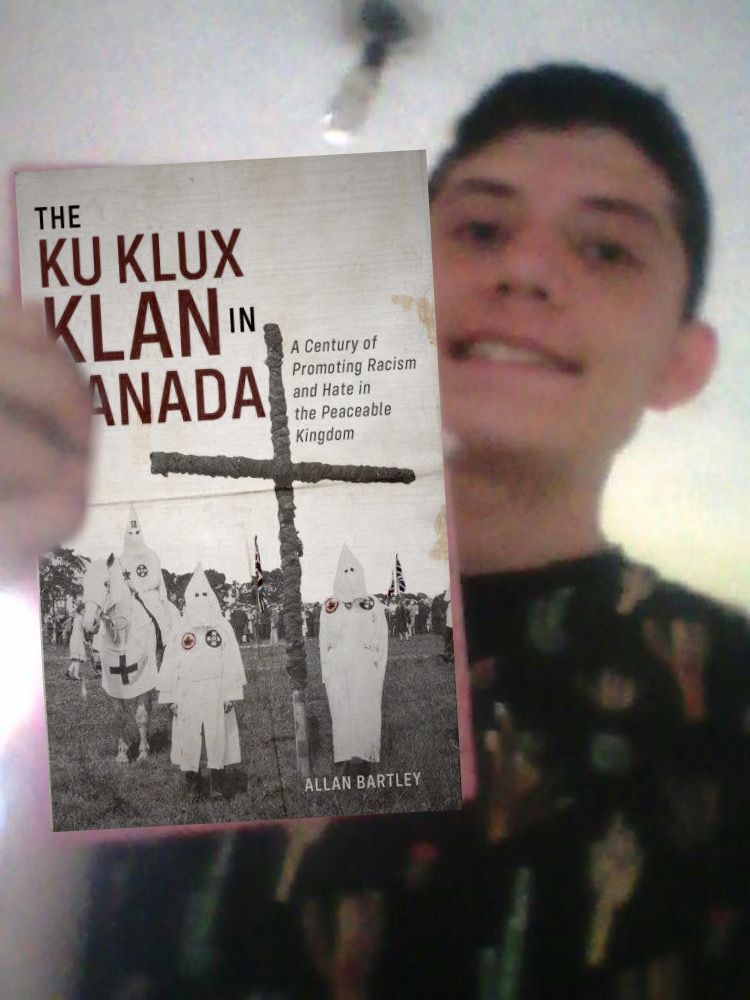 THE
KU KLUX
KLAN IN
ANADA
A Century of
Promoting Racism
and Hate in
the Peaceable
Kingdom
ALLAN BARTLEY